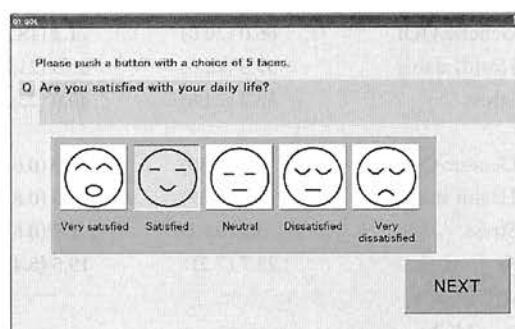 Please push a button with a choice of 5 faces.
Q Are you satisfied with your daily life?
Very satisfied
Satisfied
Neutral
Dissatisfied
Very
dissatisfied
NEXT